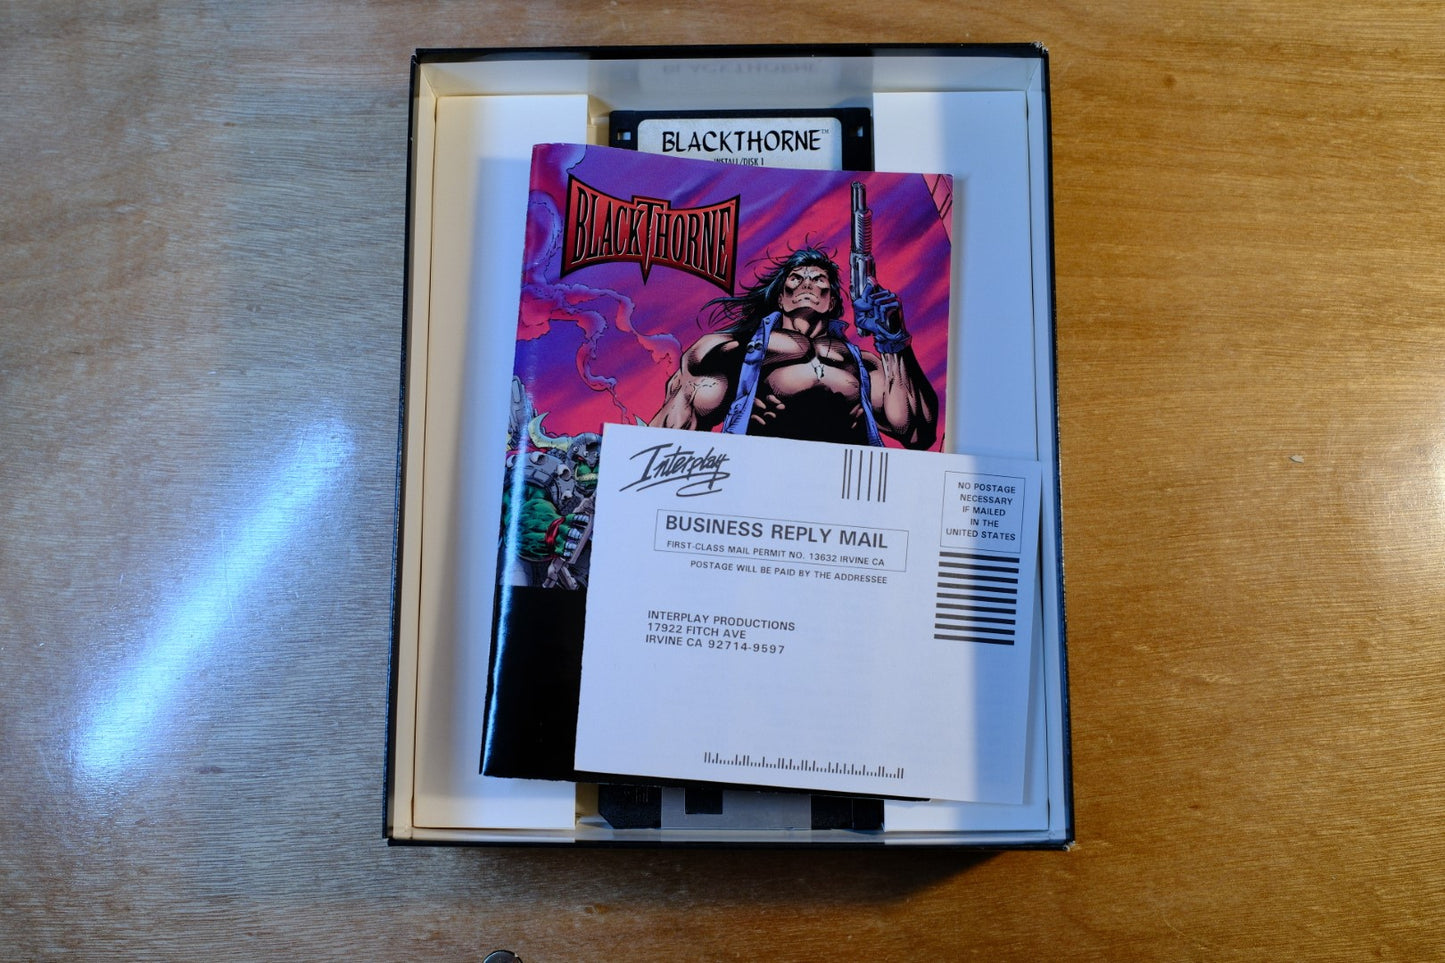 BLACKTHORNE™
INSTALL/DISK 1
BLACKTHORNE
Interplay
NO POSTAGE
NECESSARY
IF MAILED
IN THE
UNITED STATES
BUSINESS REPLY MAIL
FIRST-CLASS MAIL PERMIT NO. 13632 IRVINE CA
POSTAGE WILL BE PAID BY THE ADDRESSEE
INTERPLAY PRODUCTIONS
17922 FITCH AVE
IRVINE CA 92714-9597